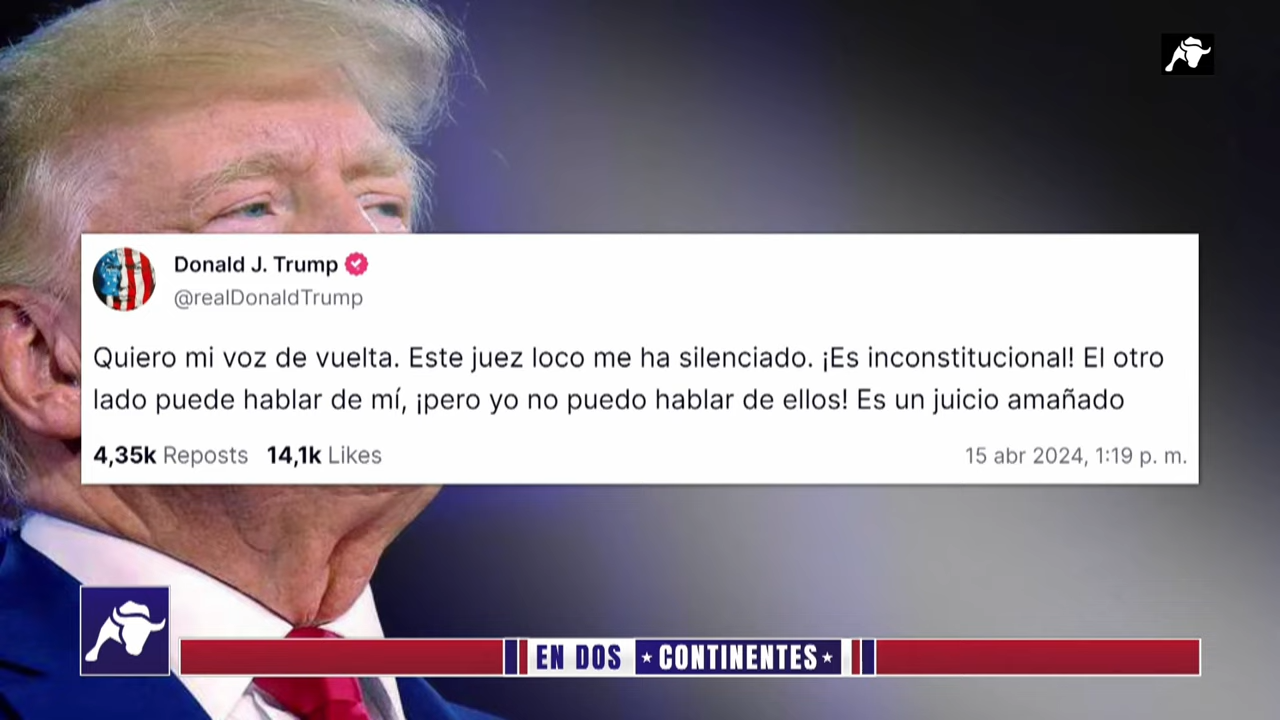 Donald J. Trump
@realDonaldTrump
Quiero mi voz de vuelta. Este juez loco me ha silenciado. ¡Es inconstitucional! El otro
lado puede hablar de mí, ¡pero yo no puedo hablar de ellos! Es un juicio amañado
4,35k Reposts 14,1k Likes
15 abr 2024, 1:19 p. m.
EN DOS CONTINENTES